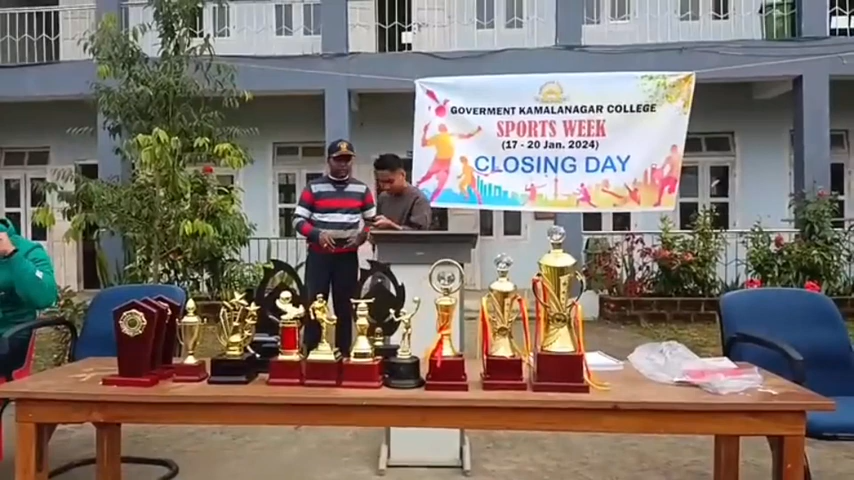 GOVERMENT KAMALANAGAR COLLEGE
SPORTS WEEK
(17 - 20 Jan. 2024)
CLOSING DAY